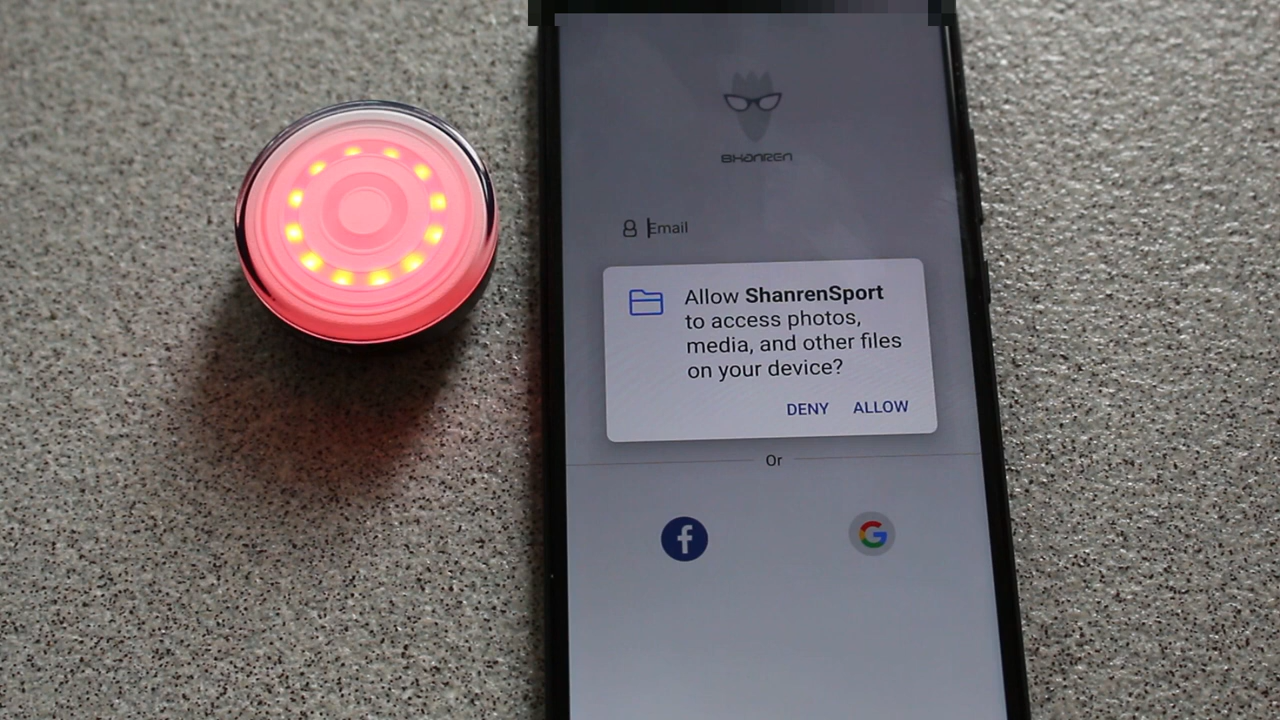 SHANREN
Email
Allow ShanrenSport
to access photos,
media, and other files
on your device?
DENY ALLOW
Or